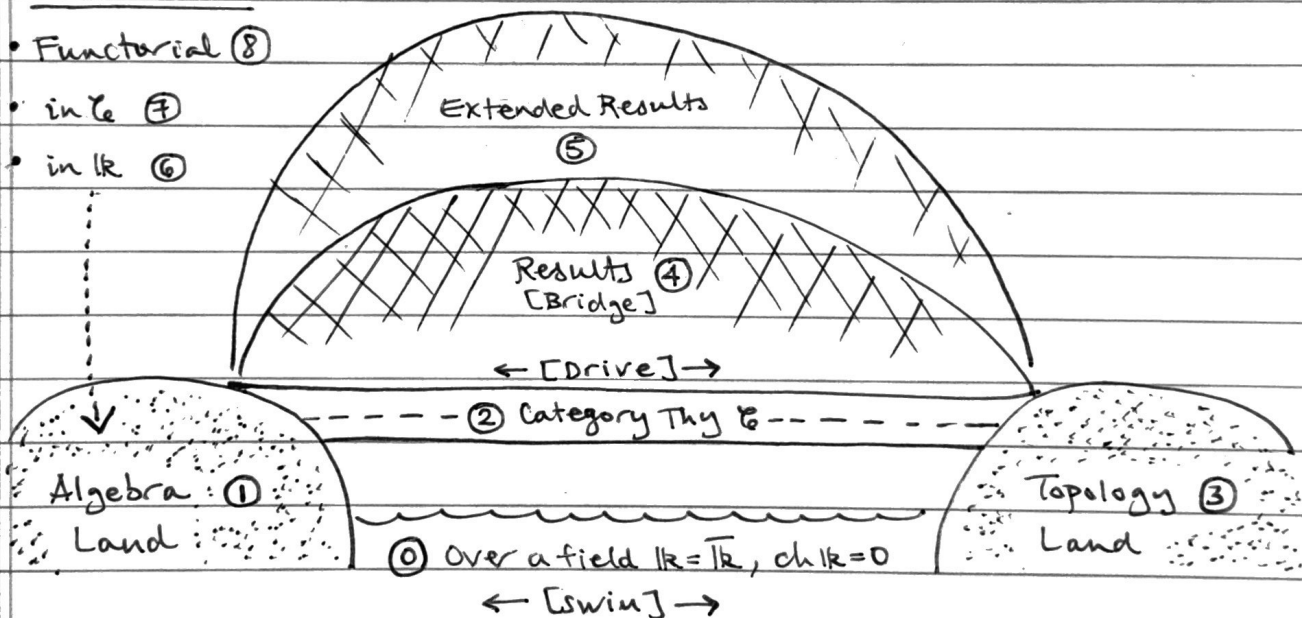 • Functorial ⑧
• in 𝒞 ⑦
• in 𝕜 ⑥
Extended Results
⑤
Results ④
[Bridge]
← [Drive] →
② Category Thy 𝒞
Algebra ①
Land
Topology ③
Land
⓪ Over a field 𝕜=𝕜̄, ch𝕜=0
← [Swim] →